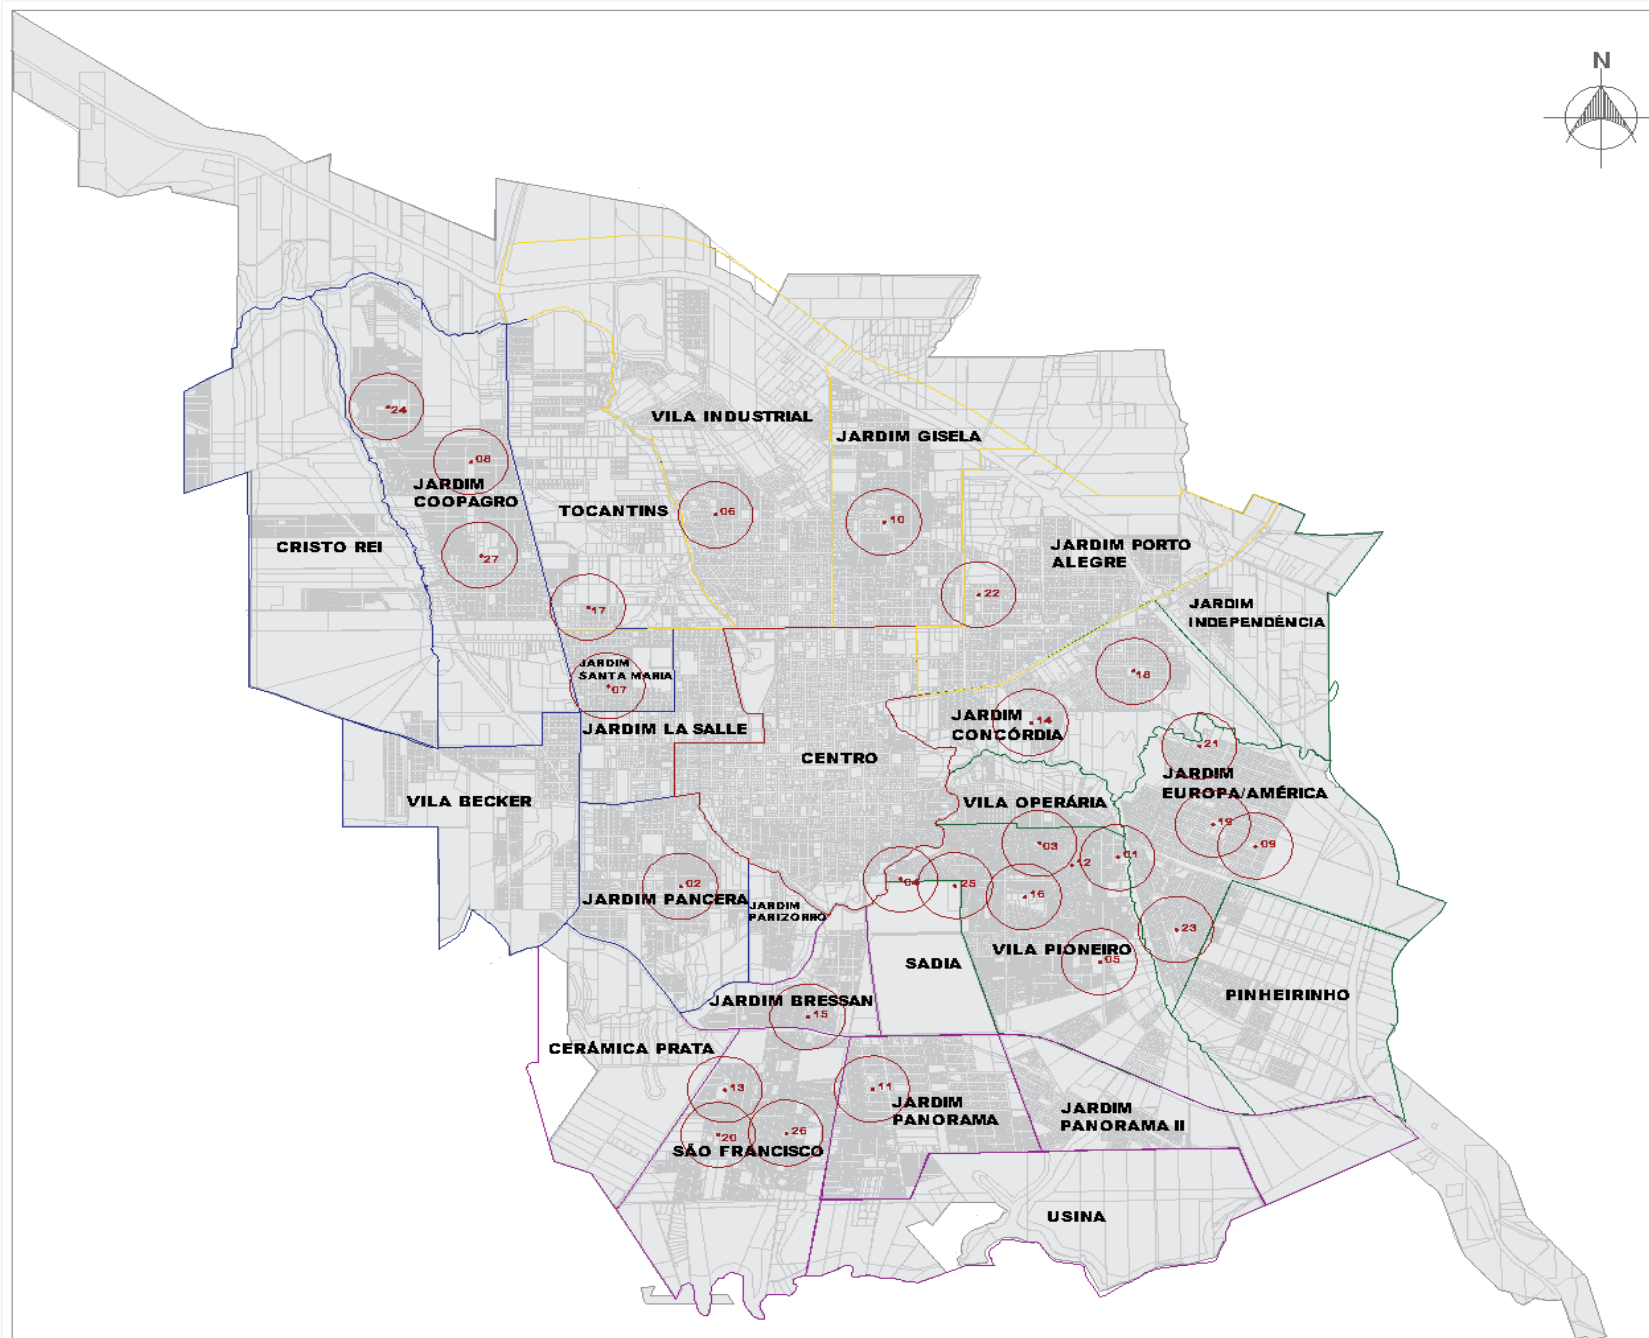 N
24
08
VILA INDUSTRIAL
JARDIM GISELA
JARDIM
COOPAGRO
TOCANTINS
06
10
CRISTO REI
27
JARDIM PORTO
ALEGRE
22
17
JARDIM
INDEPENDÊNCIA
JARDIM
SANTA MARIA
07
18
JARDIM LA SALLE
JARDIM
CONCÓRDIA
14
21
CENTRO
JARDIM
EUROPA/AMÉRICA
VILA BECKER
VILA OPERÁRIA
19
03
09
01
12
02
04
25
16
JARDIM PANCERA
JARDIM
PARIZOTTO
23
VILA PIONEIRO
05
SADIA
PINHEIRINHO
JARDIM BRESSAN
15
CERÂMICA PRATA
13
11
JARDIM
PANORAMA
JARDIM
PANORAMA II
20
26
SÃO FRANCISCO
USINA